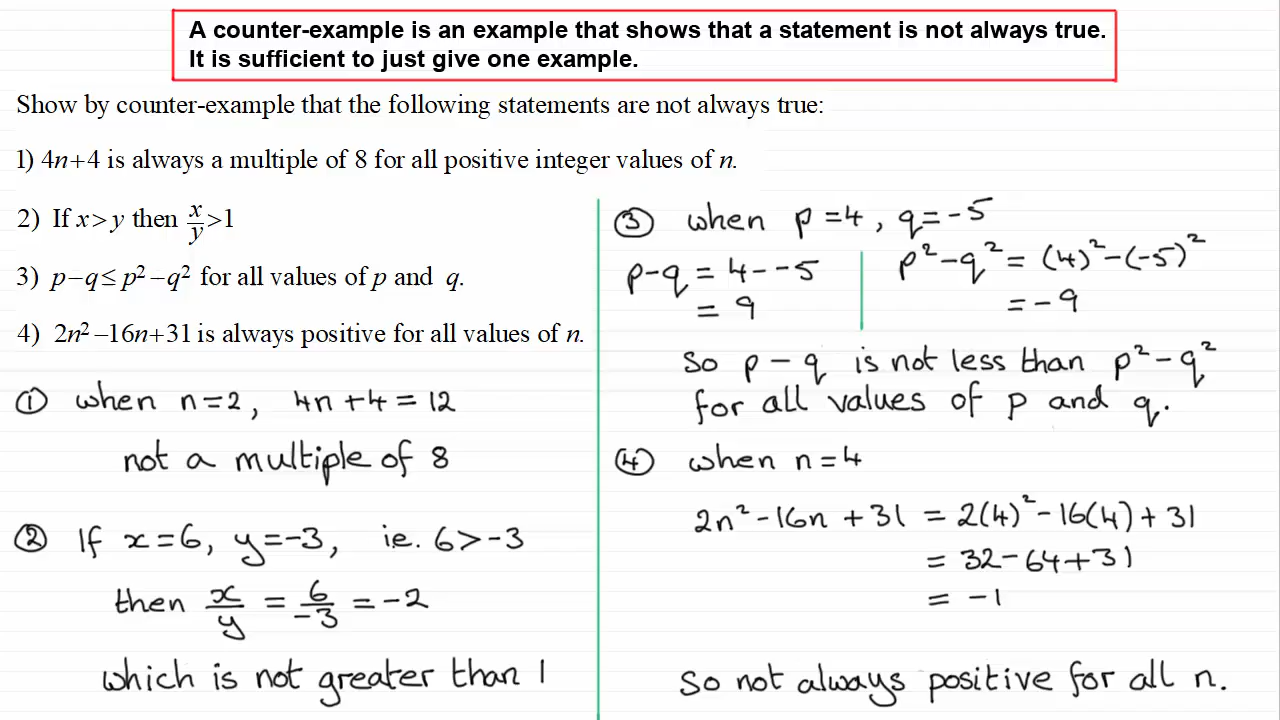 A counter-example is an example that shows that a statement is not always true.
It is sufficient to just give one example.
Show by counter-example that the following statements are not always true:
1) 4n+4 is always a multiple of 8 for all positive integer values of n.
2) If x>y then x/y >1
3) p−q≤p²−q² for all values of p and q.
4) 2n²−16n+31 is always positive for all values of n.
① when n=2, 4n+4=12
not a multiple of 8
② If x=6, y=-3, ie. 6>-3
then x/y = 6/-3 = -2
which is not greater than 1
③ when p=4, q=-5
p-q = 4--5
= 9
p²-q² = (4)²-(-5)²
= -9
So p-q is not less than p²-q²
for all values of p and q.
④ when n=4
2n²-16n+31 = 2(4)²-16(4)+31
= 32-64+31
= -1
So not always positive for all n.